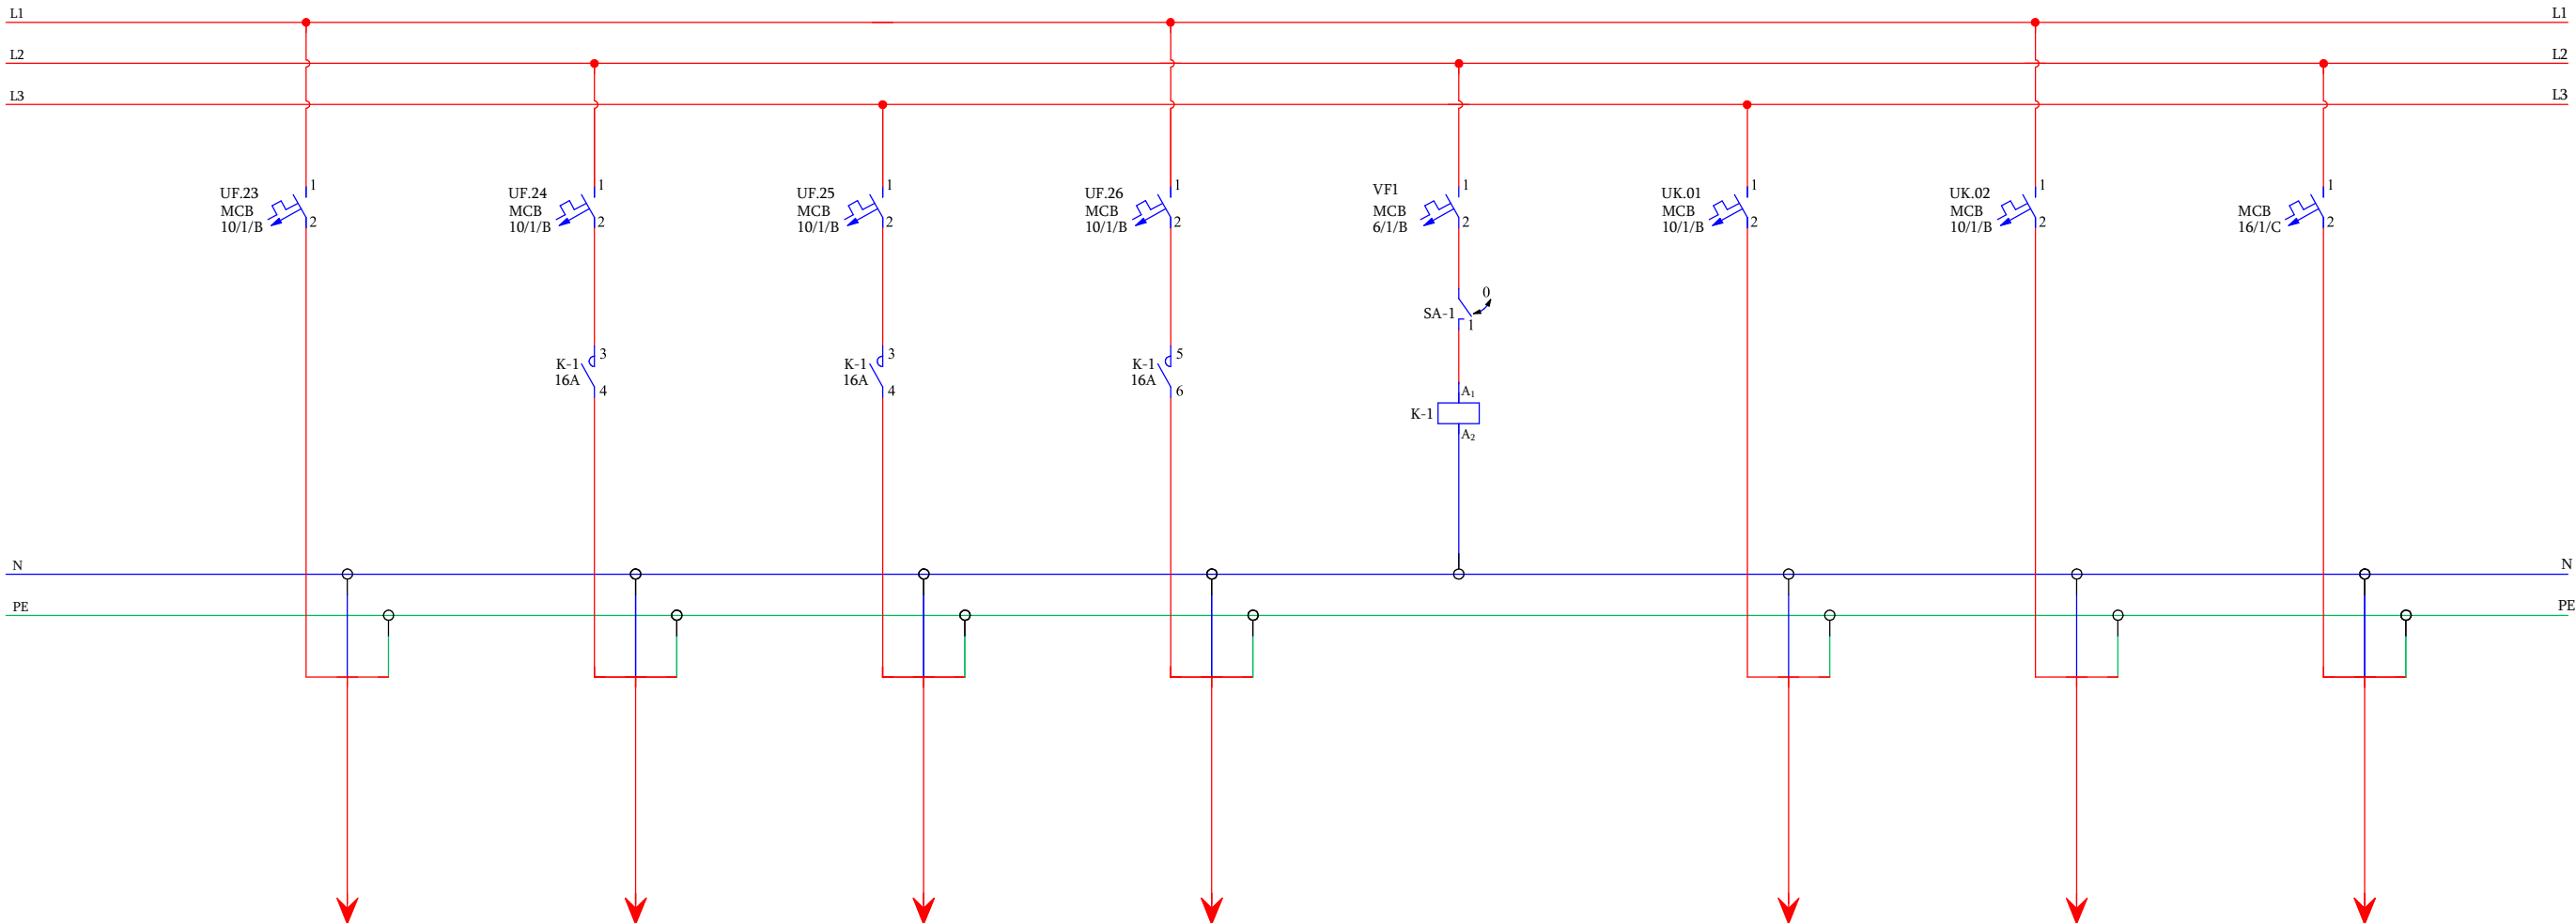 L1
L1
L2
L2
L3
L3
UF.23
MCB
10/1/B
1
2
UF.24
MCB
10/1/B
1
2
UF.25
MCB
10/1/B
1
2
UF.26
MCB
10/1/B
1
2
VF1
MCB
6/1/B
1
2
UK.01
MCB
10/1/B
1
2
UK.02
MCB
10/1/B
1
2
MCB
16/1/C
1
2
SA-1
0
1
K-1
16A
3
4
K-1
16A
3
4
K-1
16A
5
6
K-1
A₁
A₂
N
N
PE
PE